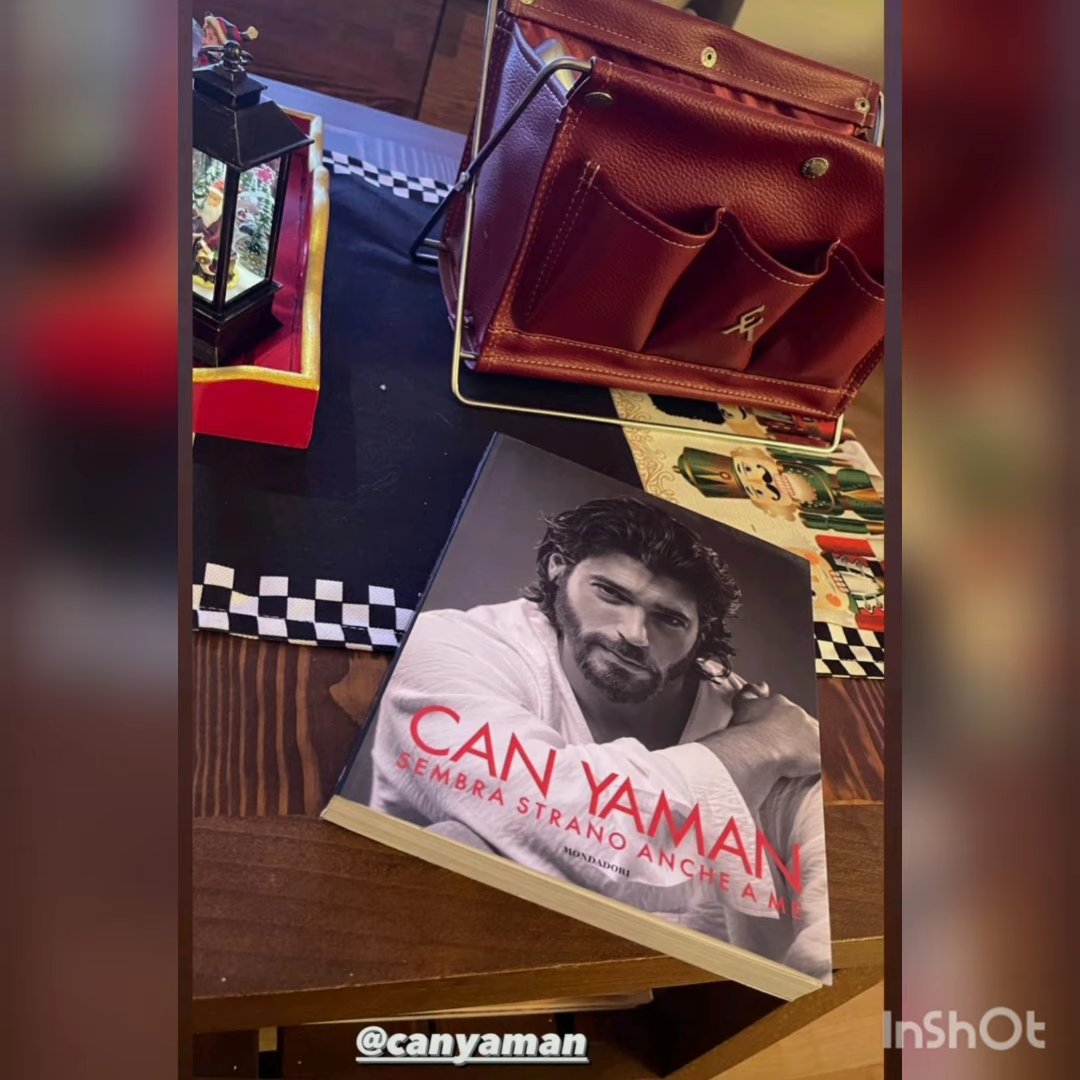 CAN YAMAN
SEMBRA STRANO ANCHE A ME
MONDADORI
@canyaman
InShOt